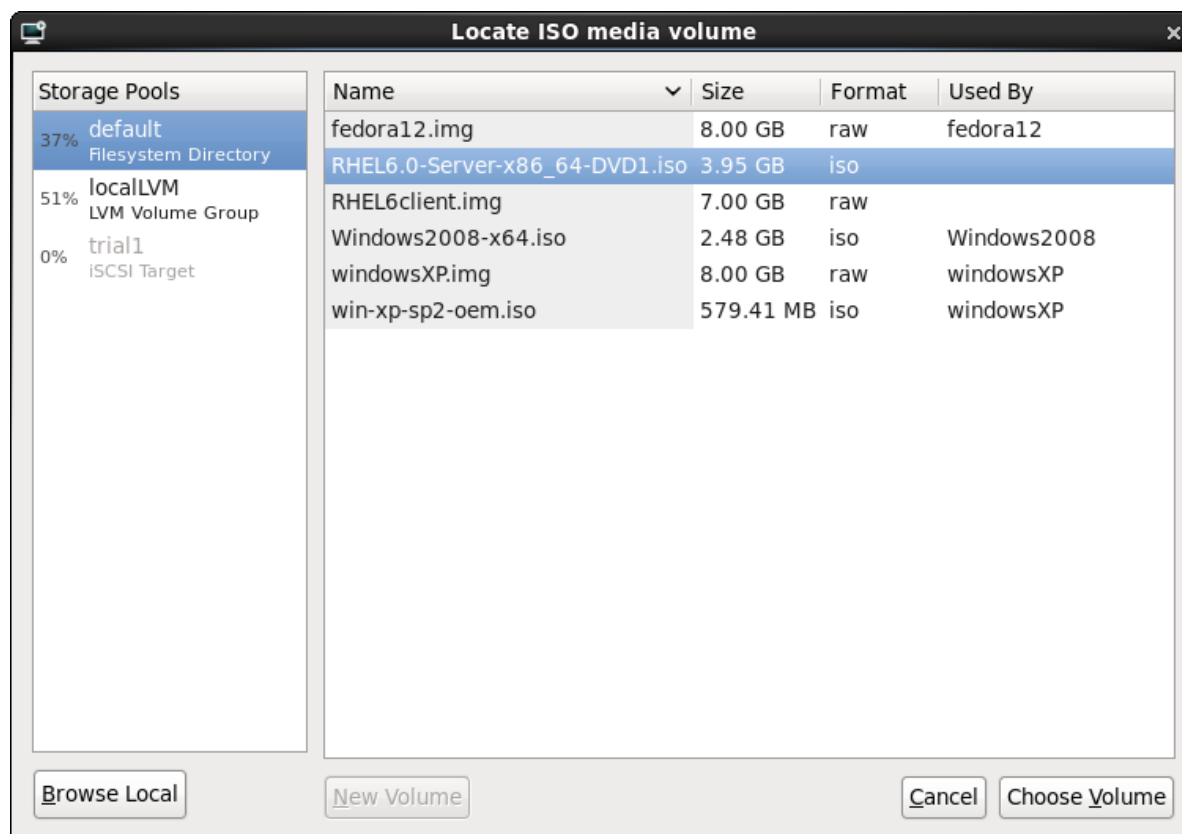 Locate ISO media volume
Storage Pools
37% default
Filesystem Directory
51% localLVM
LVM Volume Group
0% trial1
iSCSI Target
Name Size Format Used By
fedora12.img 8.00 GB raw fedora12
RHEL6.0-Server-x86_64-DVD1.iso 3.95 GB iso
RHEL6client.img 7.00 GB raw
Windows2008-x64.iso 2.48 GB iso Windows2008
windowsXP.img 8.00 GB raw windowsXP
win-xp-sp2-oem.iso 579.41 MB iso windowsXP
Browse Local New Volume Cancel Choose Volume